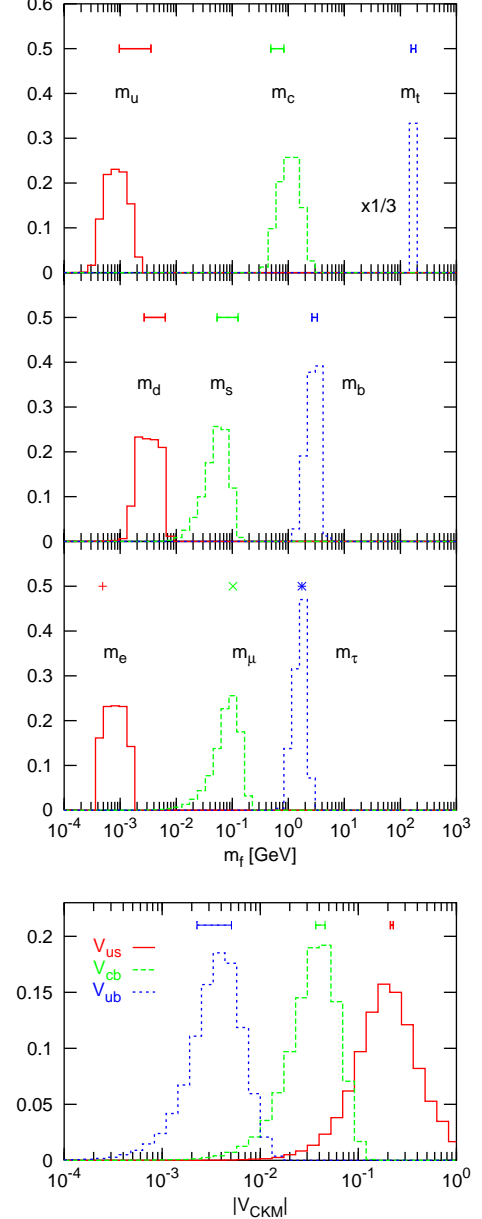 0.6
0.5
m_u m_c m_t
0.4
0.3
0.2
x1/3
0.1
0
0.5
0.4
m_d m_s m_b
0.3
0.2
0.1
0
0.5
0.4
m_e m_μ m_τ
0.3
0.2
0.1
0
10^-4 10^-3 10^-2 10^-1 10^0 10^1 10^2 10^3
m_f [GeV]
0.2
V_us
V_cb
V_ub
0.15
0.1
0.05
0
10^-4 10^-3 10^-2 10^-1 10^0
|V_CKM|